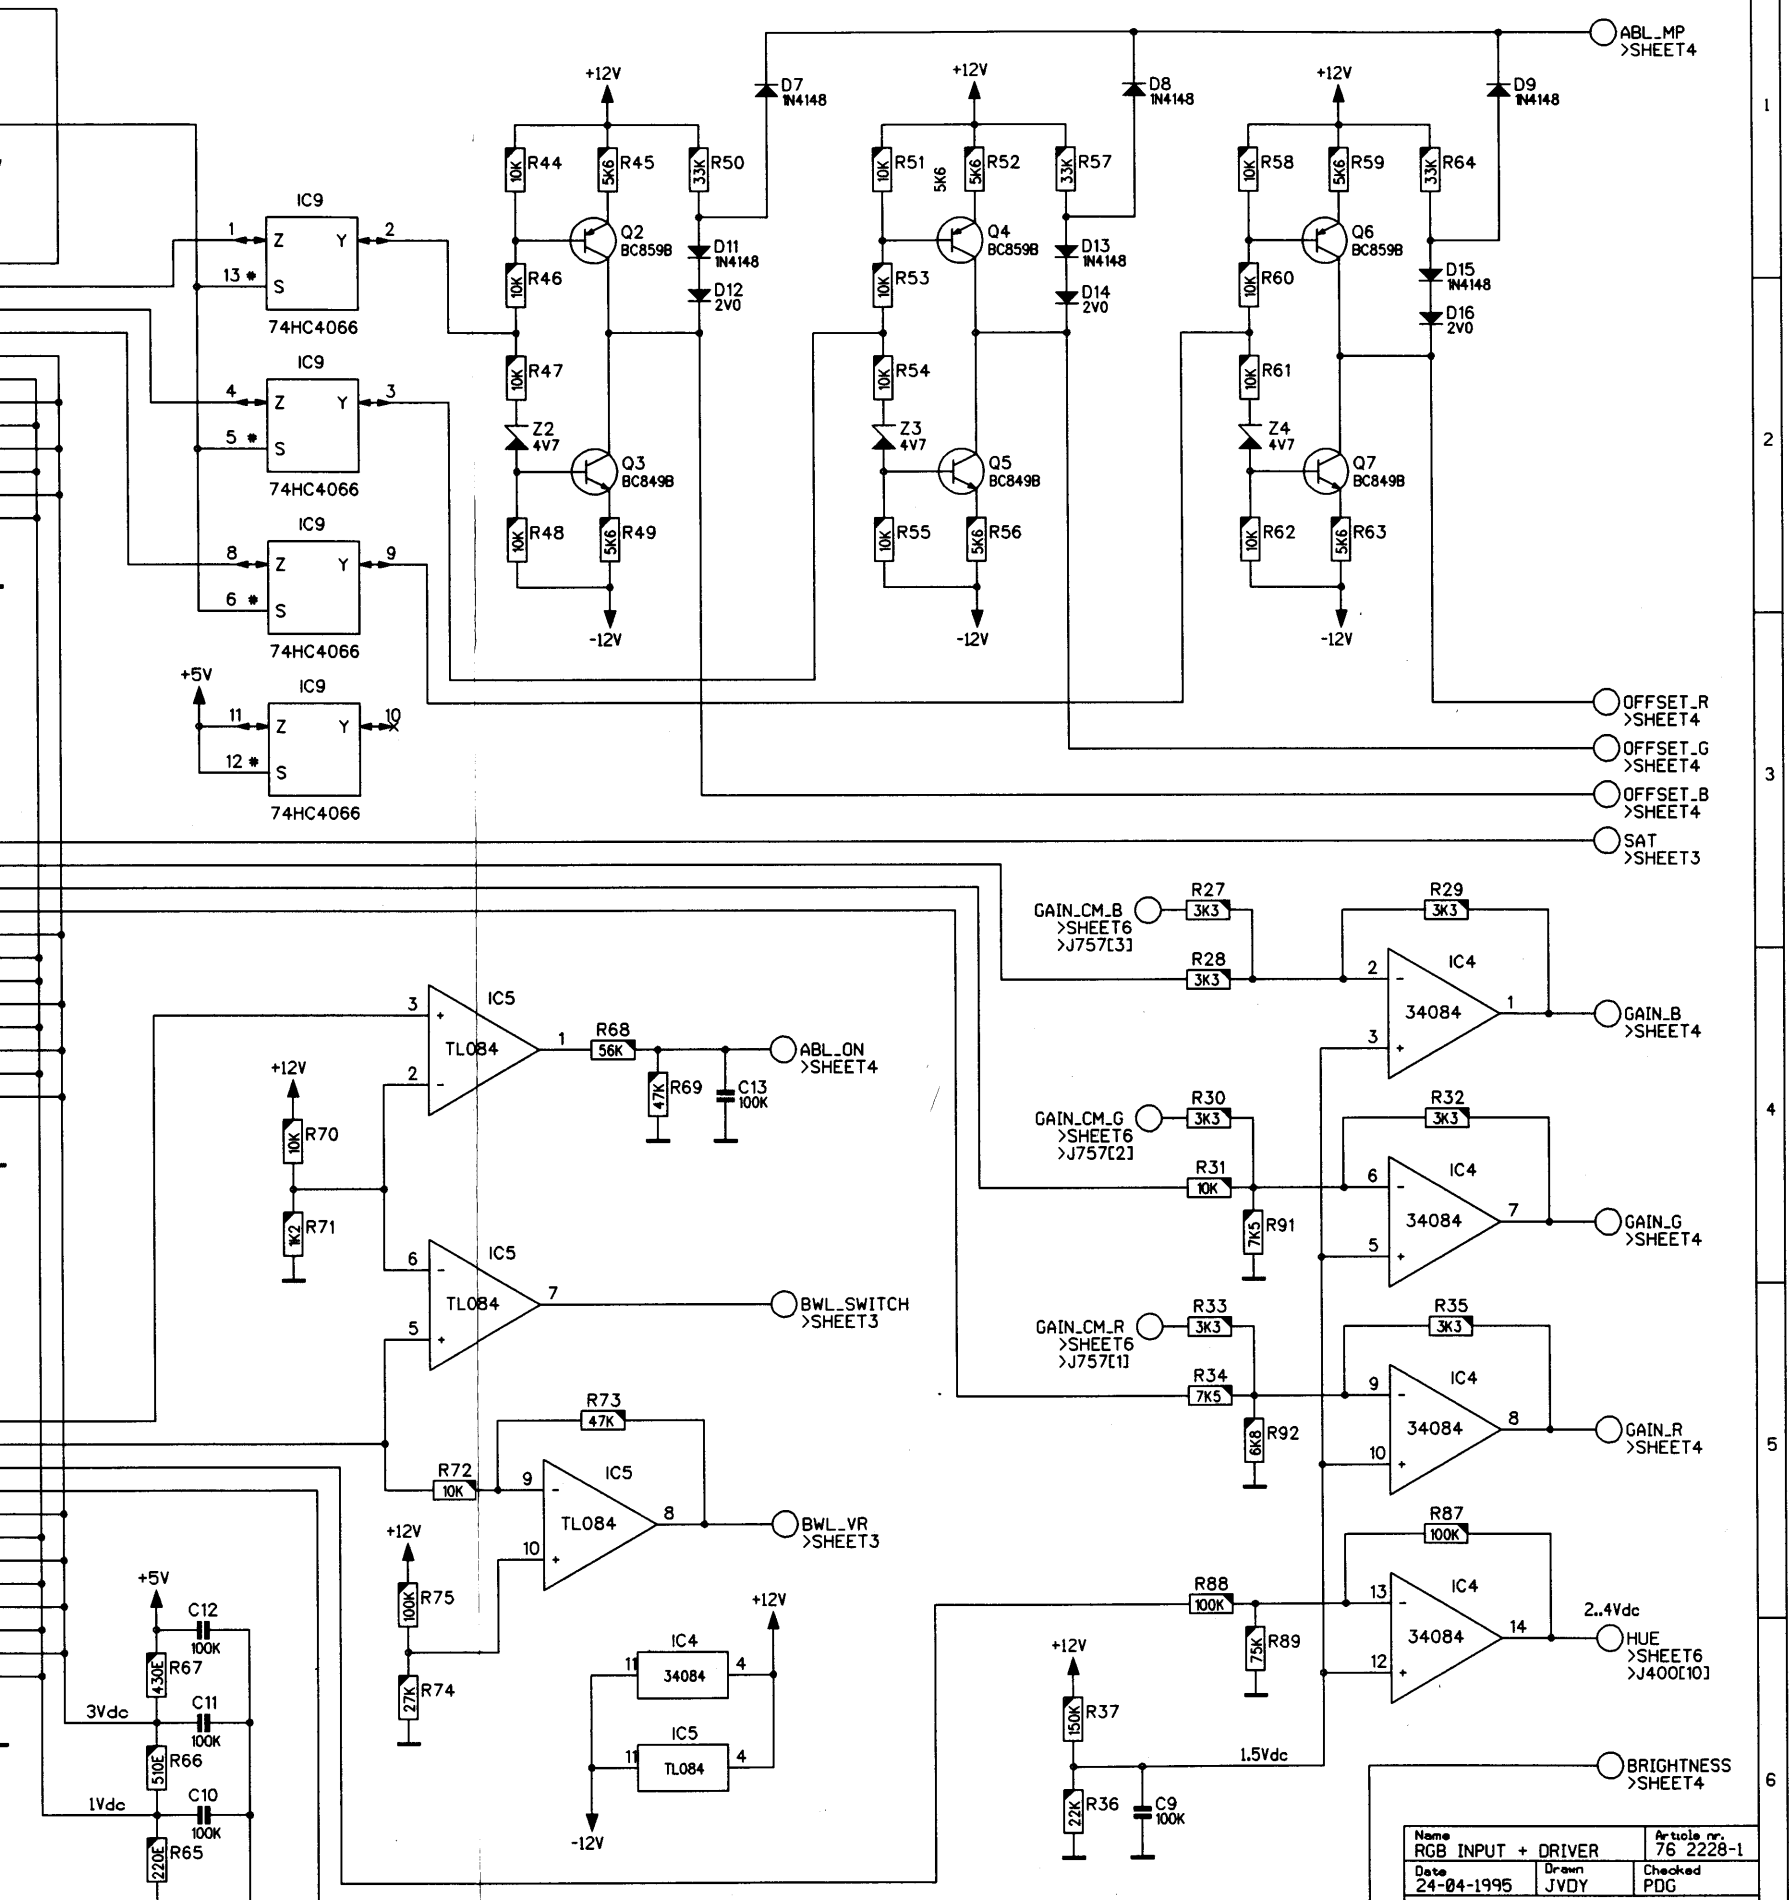 ABL_MP
>SHEET4
+12V
+12V
+12V
D7
1N4148
D8
1N4148
D9
1N4148
1
R44
10K
R45
5K6
R50
33K
R51
10K
5K6
R52
5K6
R57
33K
R58
10K
R59
5K6
R64
33K
IC9
1
Z
Y
2
13 *
S
74HC4066
Q2
BC859B
D11
1N4148
Q4
BC859B
D13
1N4148
Q6
BC859B
D15
1N4148
R46
10K
D12
2V0
R53
10K
D14
2V0
R60
10K
D16
2V0
IC9
4
Z
Y
3
5 *
S
74HC4066
R47
10K
R54
10K
R61
10K
Z2
4V7
Z3
4V7
Z4
4V7
2
Q3
BC849B
Q5
BC849B
Q7
BC849B
IC9
8
Z
Y
9
6 *
S
74HC4066
R48
10K
R49
5K6
R55
10K
R56
5K6
R62
10K
R63
5K6
-12V
-12V
-12V
+5V
IC9
11
Z
Y
10
12 *
S
74HC4066
OFFSET_R
>SHEET4
OFFSET_G
>SHEET4
3
OFFSET_B
>SHEET4
SAT
>SHEET3
GAIN_CM_B
>SHEET6
>J757[3]
R27
3K3
R29
3K3
R28
3K3
2
-
IC4
34084
1
3
+
GAIN_B
>SHEET4
3
+
IC5
TL084
1
2
-
R68
56K
ABL_ON
>SHEET4
R69
47K
C13
100K
+12V
R70
10K
R71
1K2
GAIN_CM_G
>SHEET6
>J757[2]
R30
3K3
R32
3K3
4
R31
10K
6
-
IC4
34084
7
5
+
R91
7K5
GAIN_G
>SHEET4
6
-
IC5
TL084
7
5
+
BWL_SWITCH
>SHEET3
GAIN_CM_R
>SHEET6
>J757[1]
R33
3K3
R35
3K3
R34
7K5
9
-
IC4
34084
8
10
+
R92
6K8
GAIN_R
>SHEET4
5
R73
47K
R72
10K
9
-
IC5
TL084
8
10
+
BWL_VR
>SHEET3
+12V
R75
100K
R74
27K
R87
100K
R88
100K
13
-
IC4
34084
14
12
+
R89
75K
2..4Vdc
HUE
>SHEET6
>J400[10]
+5V
C12
100K
R67
430E
3Vdc
C11
100K
R66
510E
1Vdc
C10
100K
R65
220E
+12V
IC4
11
34084
4
IC5
11
TL084
4
-12V
+12V
R37
150K
1.5Vdc
R36
22K
C9
100K
BRIGHTNESS
>SHEET4
6
Name
RGB INPUT + DRIVER
Article nr.
76 2228-1
Date
24-04-1995
Drawn
JVDY
Checked
PDG